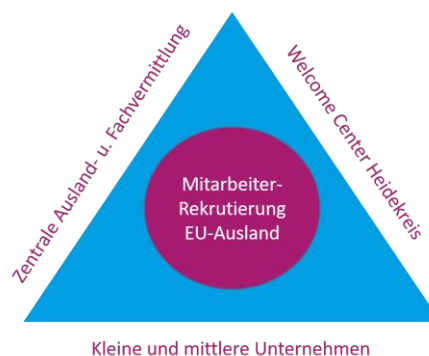 Zentrale Ausland- u. Fachvermittlung
Welcome Center Heidekreis
Mitarbeiter-
Rekrutierung
EU-Ausland
Kleine und mittlere Unternehmen